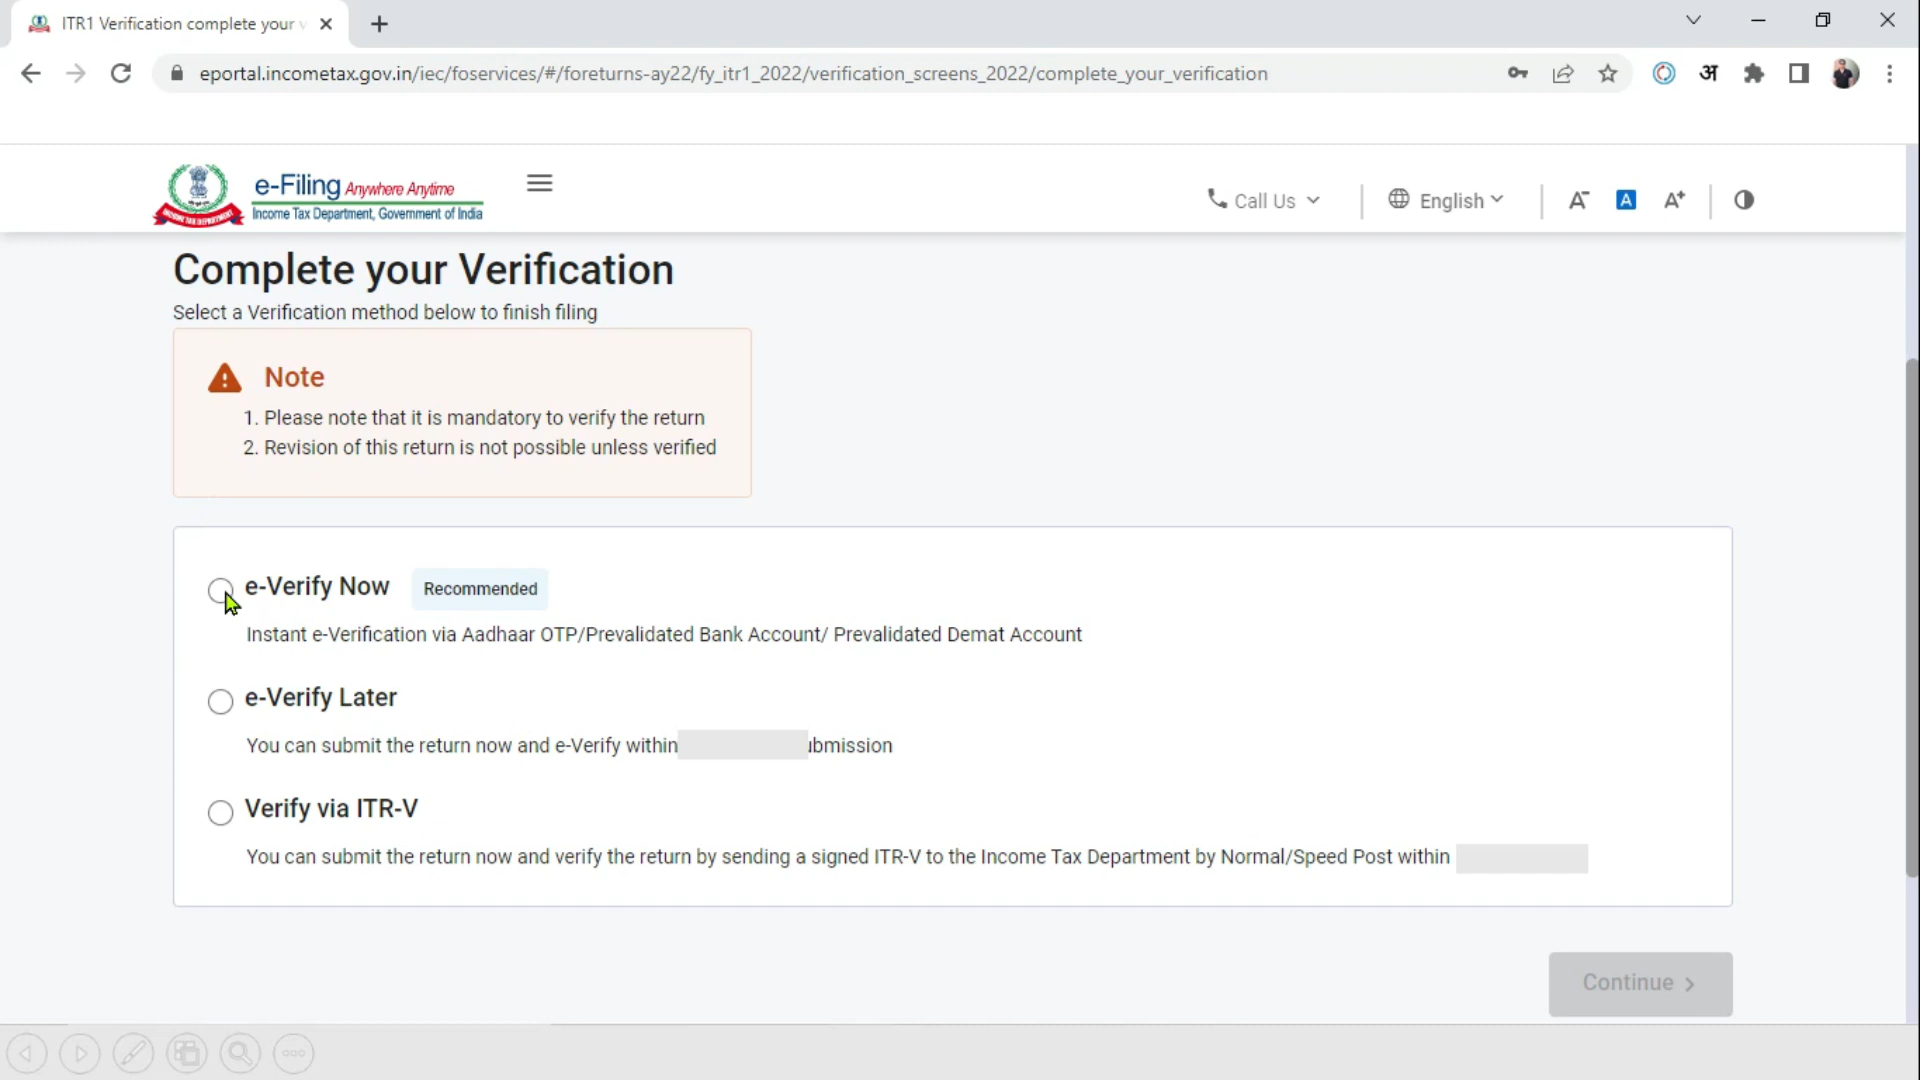 ITR1 Verification complete your v
eportal.incometax.gov.in/iec/foservices/#/foreturns-ay22/fy_itr1_2022/verification_screens_2022/complete_your_verification
अ
e-Filing Anywhere Anytime
Income Tax Department, Government of India
INCOME TAX DEPARTMENT
Call Us
English
A-
A
A+
Complete your Verification
Select a Verification method below to finish filing
Note
1. Please note that it is mandatory to verify the return
2. Revision of this return is not possible unless verified
e-Verify Now
Recommended
Instant e-Verification via Aadhaar OTP/Prevalidated Bank Account/ Prevalidated Demat Account
e-Verify Later
You can submit the return now and e-Verify within ubmission
Verify via ITR-V
You can submit the return now and verify the return by sending a signed ITR-V to the Income Tax Department by Normal/Speed Post within
Continue >